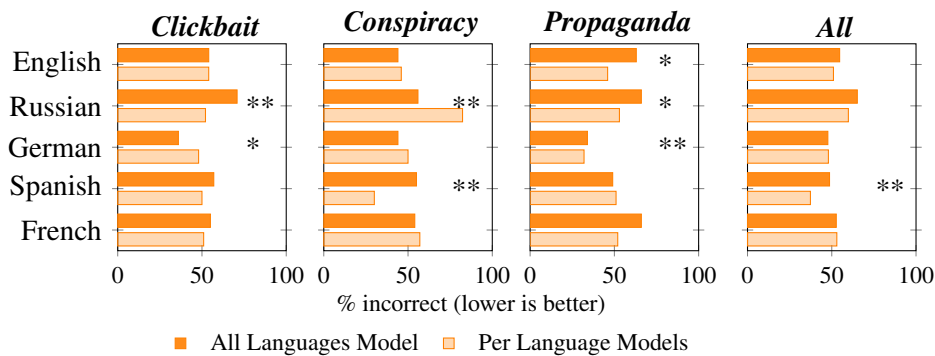 Clickbait Conspiracy Propaganda All
English *
Russian ** ** *
German * **
Spanish ** **
French
0 50 100 0 50 100 0 50 100 0 50 100
% incorrect (lower is better)
All Languages Model Per Language Models